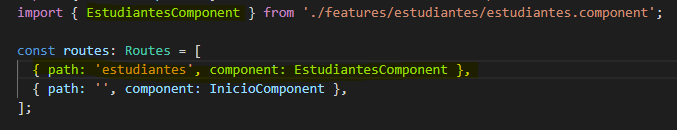 import { EstudiantesComponent } from './features/estudiantes/estudiantes.component';
const routes: Routes = [
{ path: 'estudiantes', component: EstudiantesComponent },
{ path: '', component: InicioComponent },
];